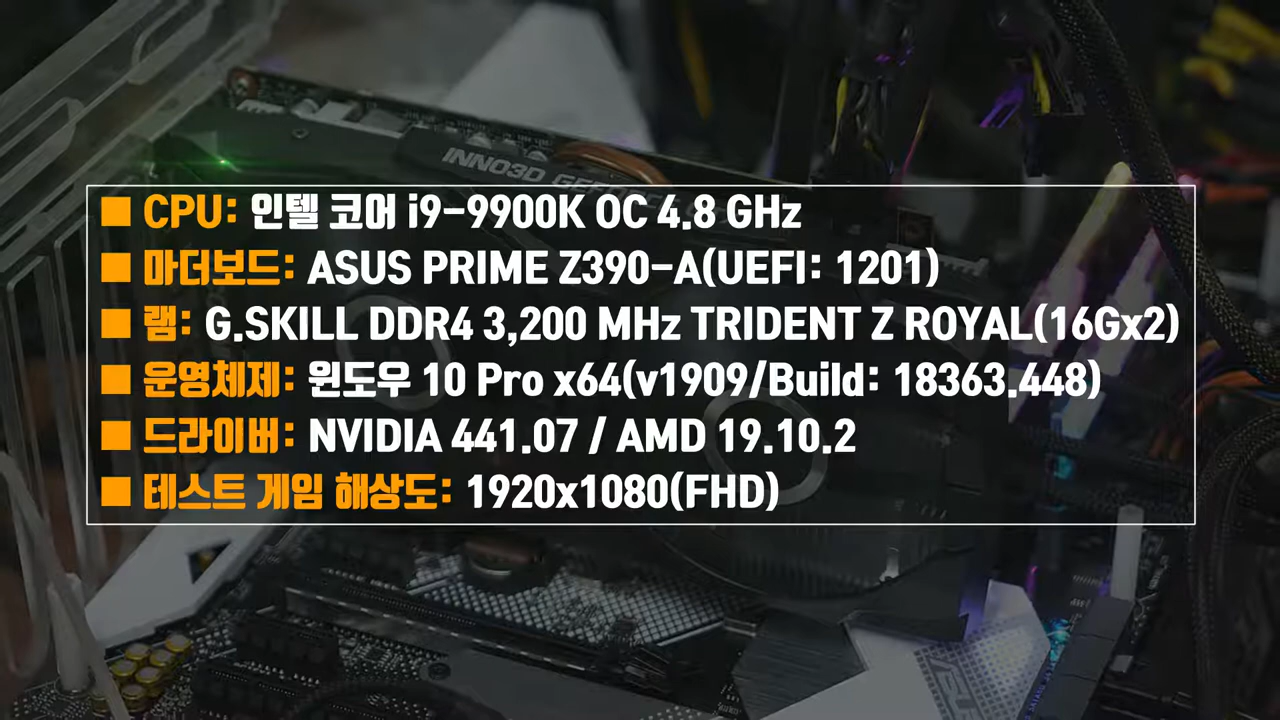 INNO3D GEFORCE
■ CPU: 인텔 코어 i9-9900K OC 4.8 GHz
■ 마더보드: ASUS PRIME Z390-A(UEFI: 1201)
■ 램: G.SKILL DDR4 3,200 MHz TRIDENT Z ROYAL(16Gx2)
■ 운영체제: 윈도우 10 Pro x64(v1909/Build: 18363.448)
■ 드라이버: NVIDIA 441.07 / AMD 19.10.2
■ 테스트 게임 해상도: 1920x1080(FHD)